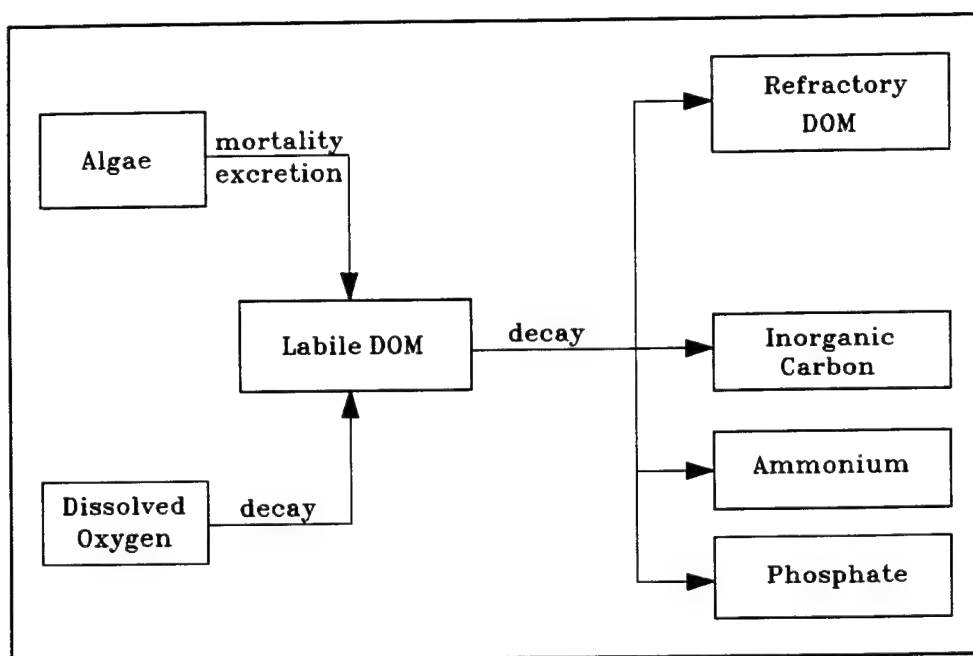 Algae
mortality
excretion
Labile DOM
Dissolved
Oxygen
decay
decay
Refractory
DOM
Inorganic
Carbon
Ammonium
Phosphate